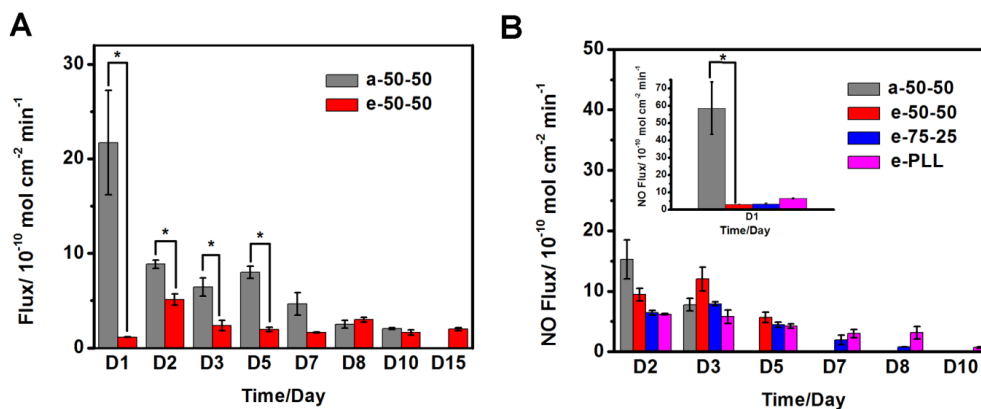 A
Flux/ 10⁻¹⁰ mol cm⁻² min⁻¹
30
20
10
0
*
*
*
*
a-50-50
e-50-50
D1 D2 D3 D5 D7 D8 D10 D15
Time/Day
B
NO Flux/ 10⁻¹⁰ mol cm⁻² min⁻¹
50
40
30
20
10
0
NO Flux/ 10⁻¹⁰ mol cm⁻² min⁻¹
80
70
60
50
40
30
20
10
0
*
D1
Time/Day
a-50-50
e-50-50
e-75-25
e-PLL
D2 D3 D5 D7 D8 D10
Time/Day